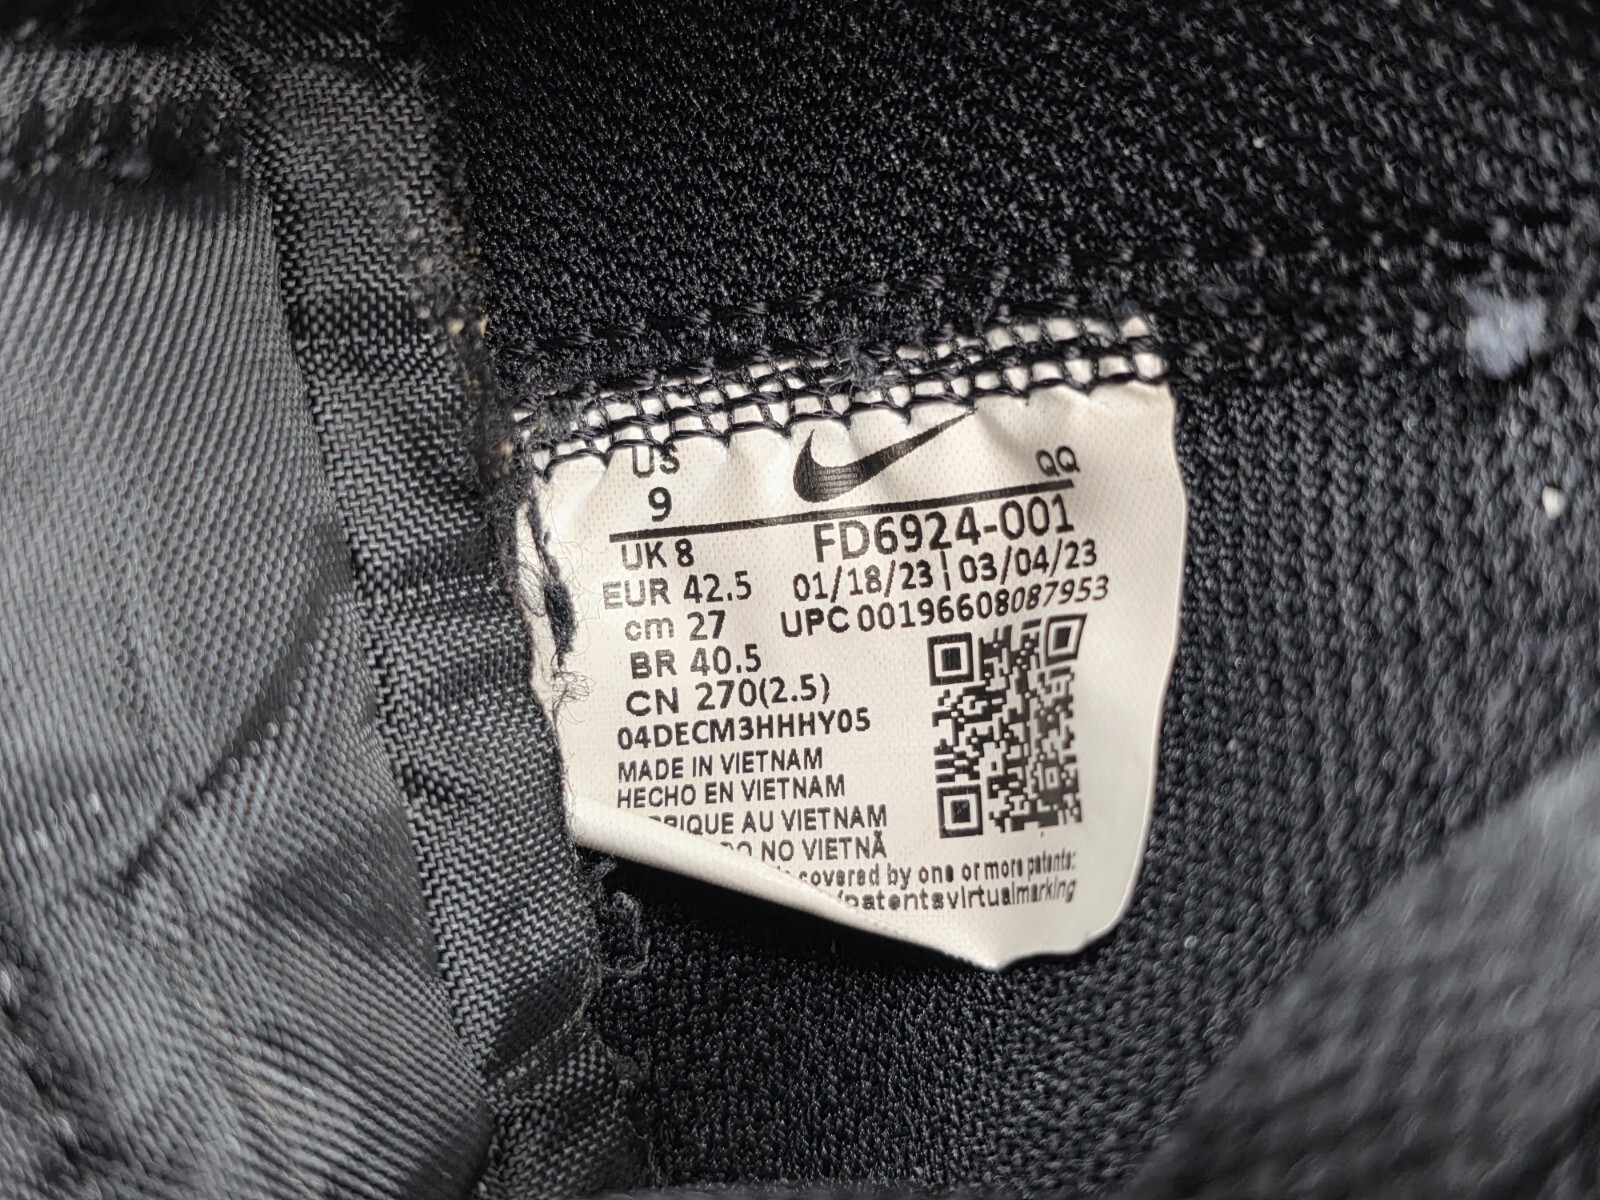 US
9
QQ
FD6924-001
UK 8
01/18/23 | 03/04/23
EUR 42.5
UPC 00196608087953
cm 27
BR 40.5
CN 270(2.5)
04DECM3HHHY05
MADE IN VIETNAM
HECHO EN VIETNAM
RIQUE AU VIETNAM
DO NO VIETNÃ
covered by one or more patents:
/patentsvirtualmarking